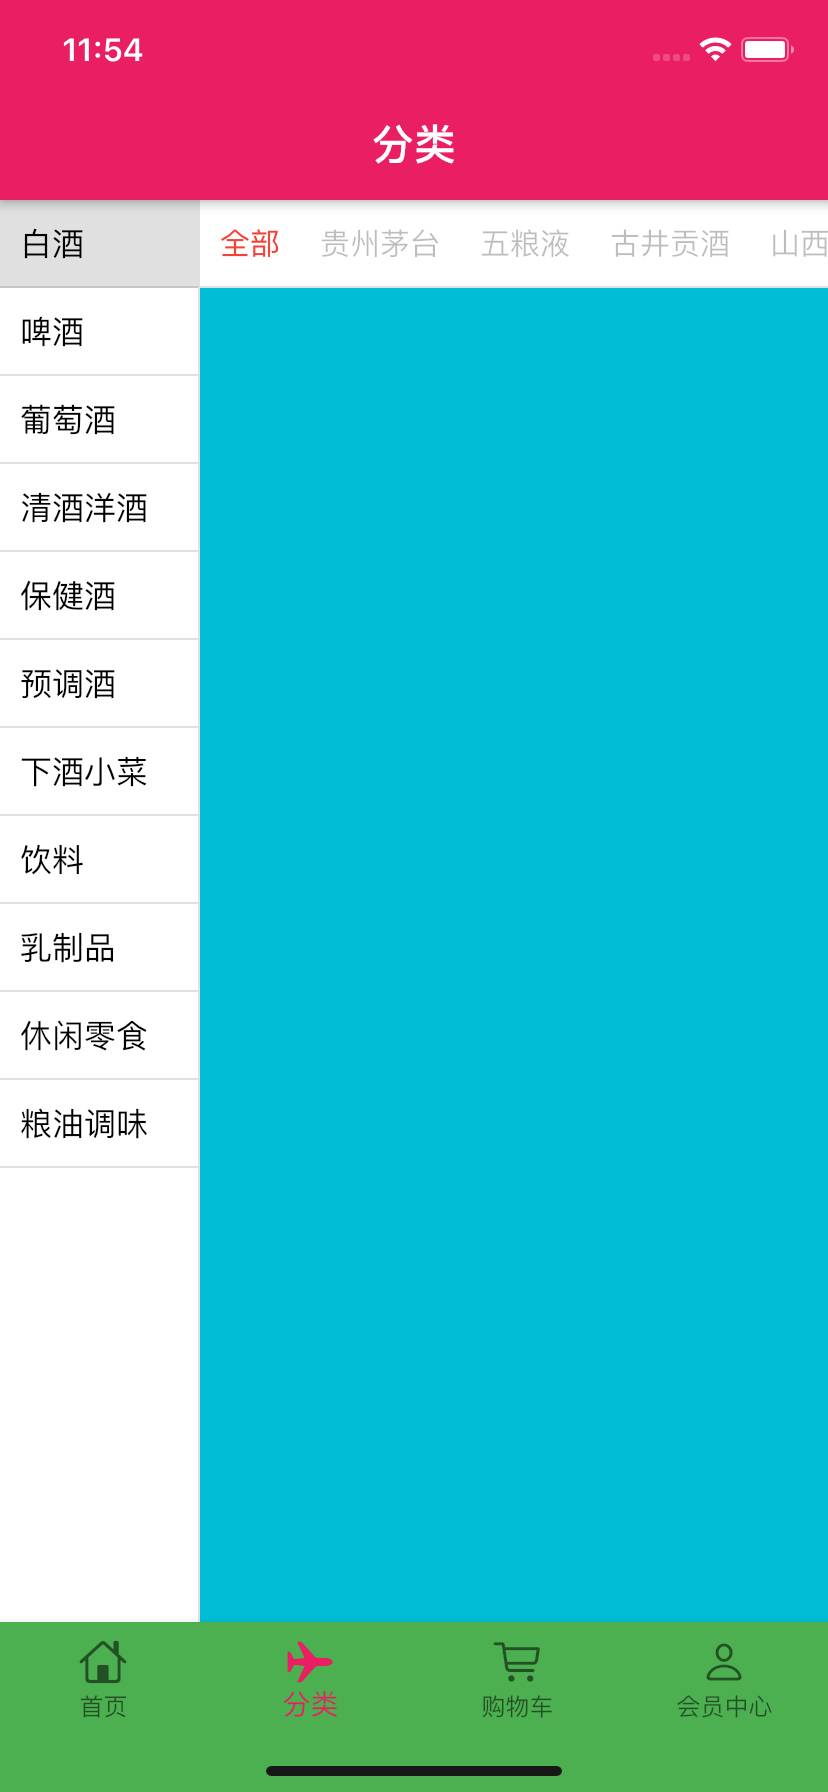 11:54
分类
白酒
全部 贵州茅台 五粮液 古井贡酒 山西
啤酒
葡萄酒
清酒洋酒
保健酒
预调酒
下酒小菜
饮料
乳制品
休闲零食
粮油调味
首页 分类 购物车 会员中心